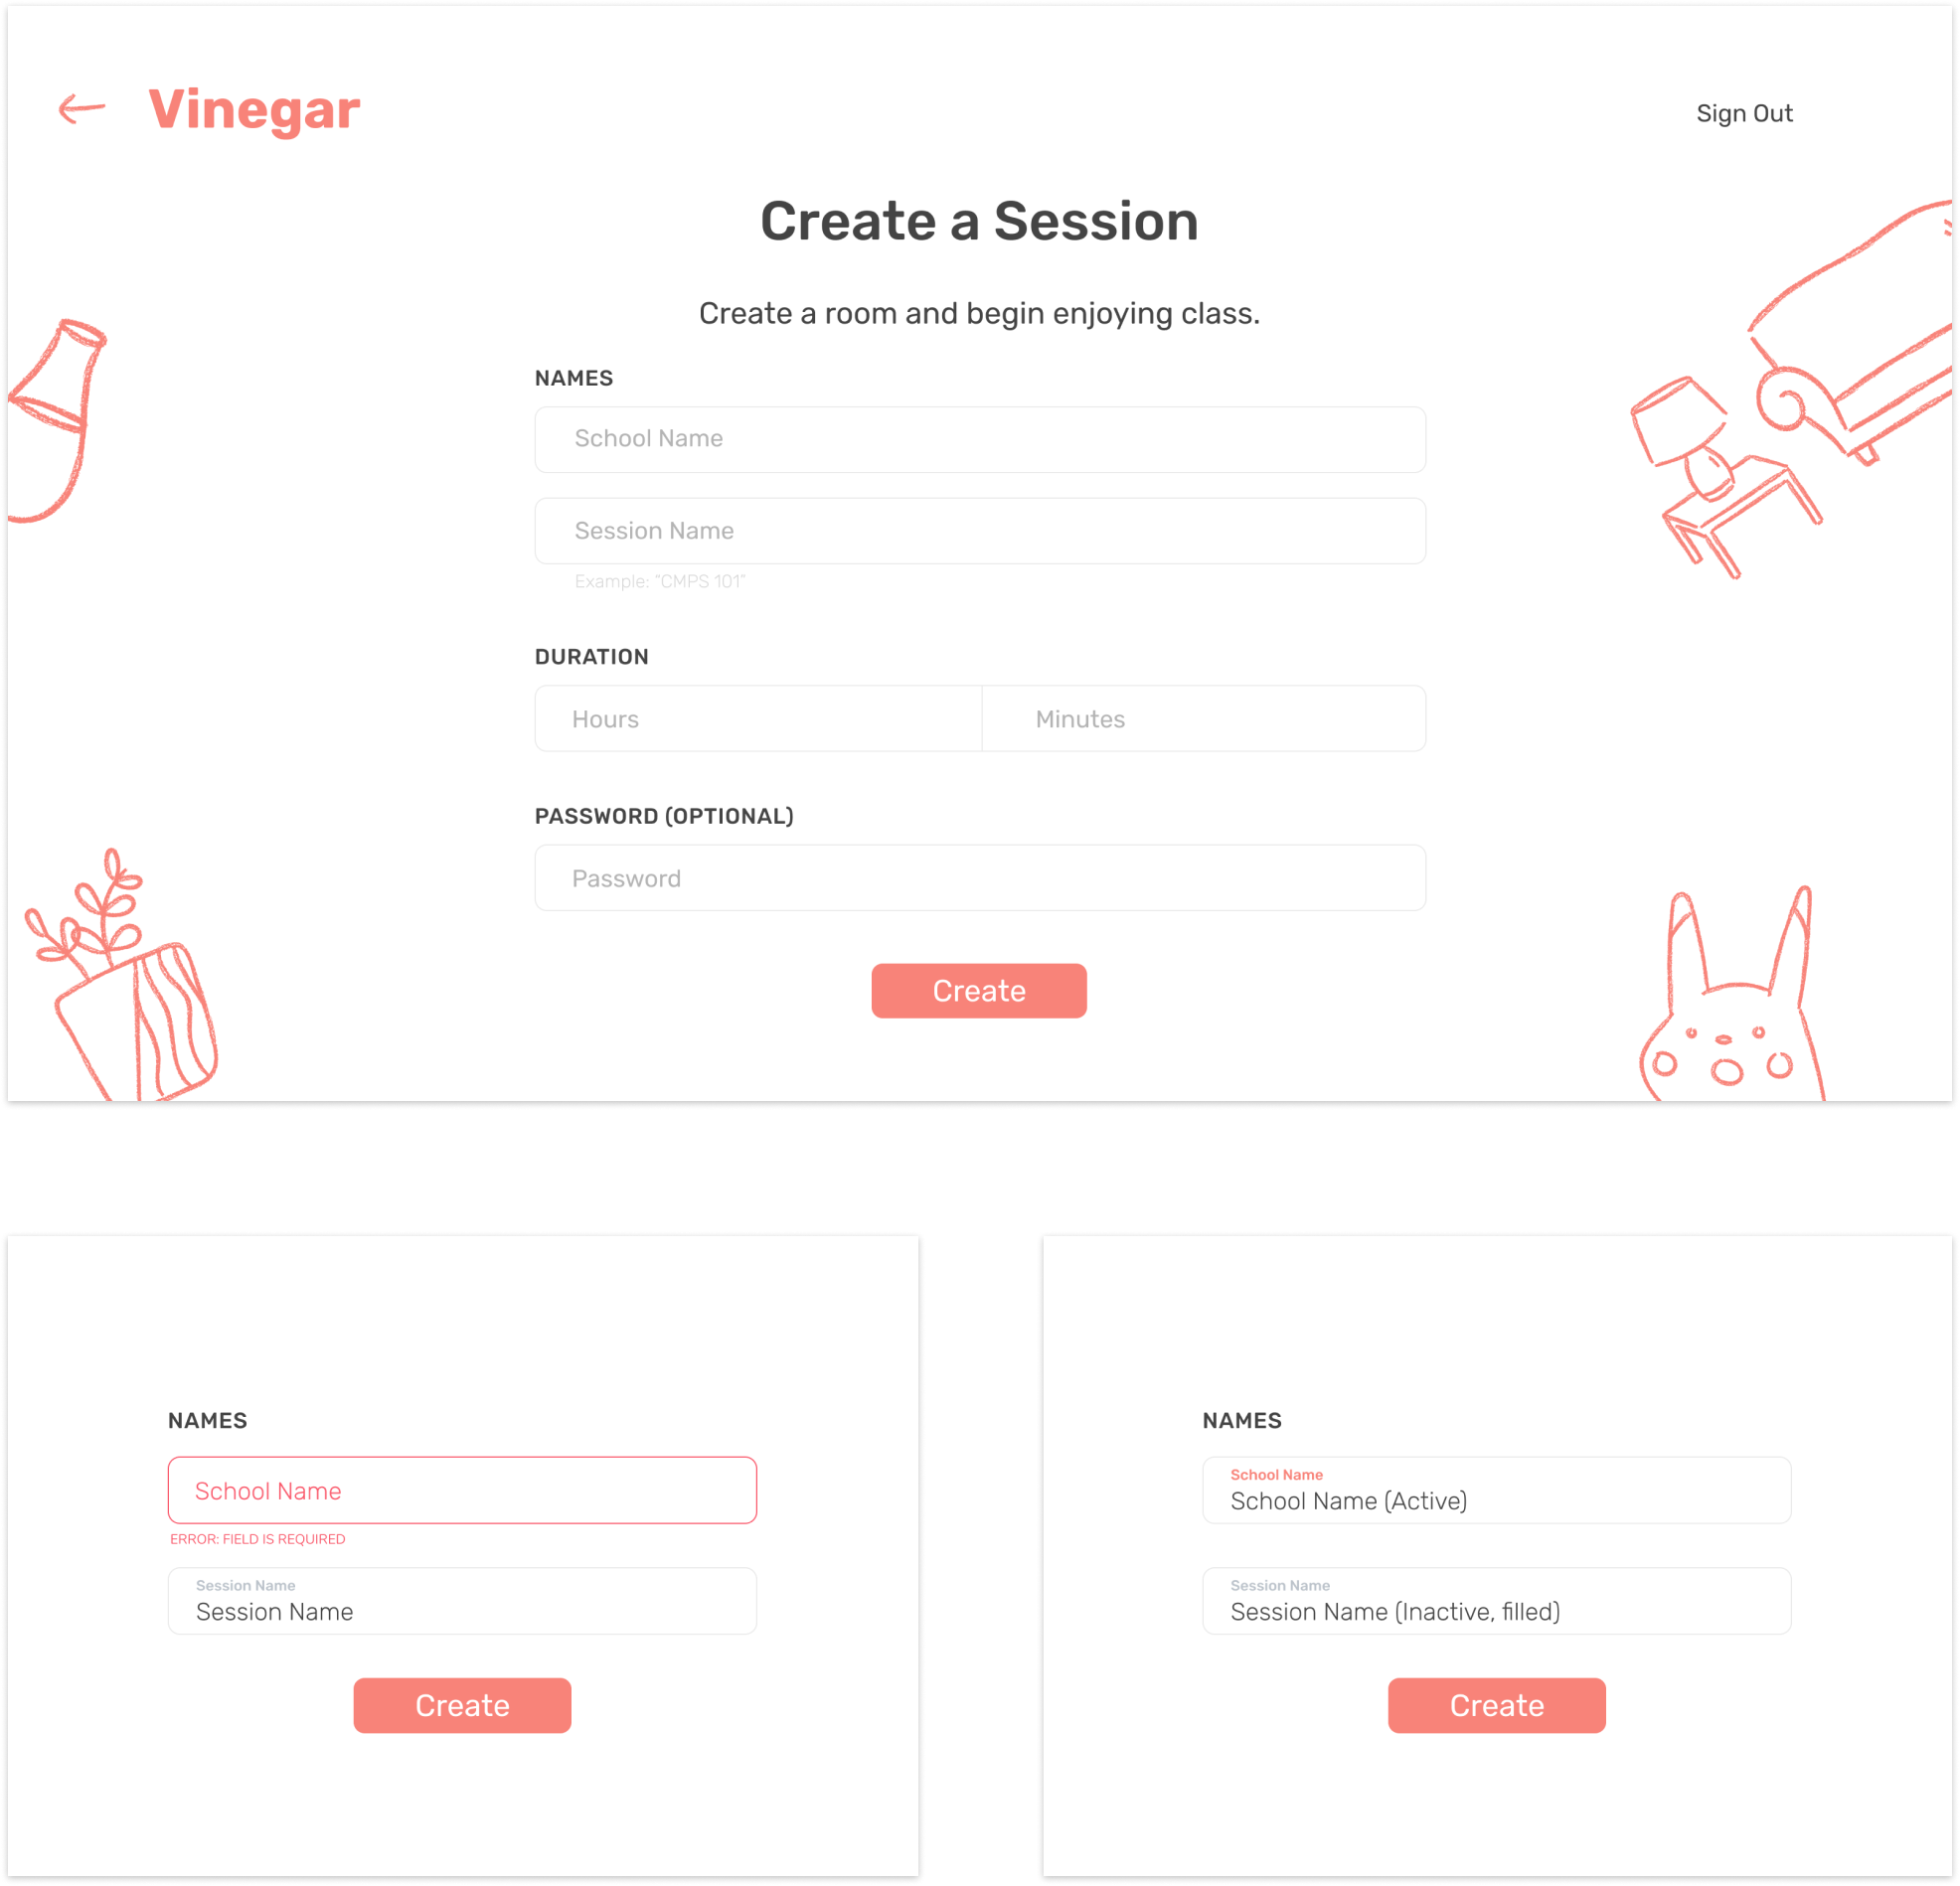 Vinegar
Sign Out
Create a Session
Create a room and begin enjoying class.
NAMES
School Name
Session Name
Example: “CMPS 101”
DURATION
Hours
Minutes
PASSWORD (OPTIONAL)
Password
Create
NAMES
School Name
ERROR: FIELD IS REQUIRED
Session Name
Session Name
Create
NAMES
School Name
School Name (Active)
Session Name
Session Name (Inactive, filled)
Create